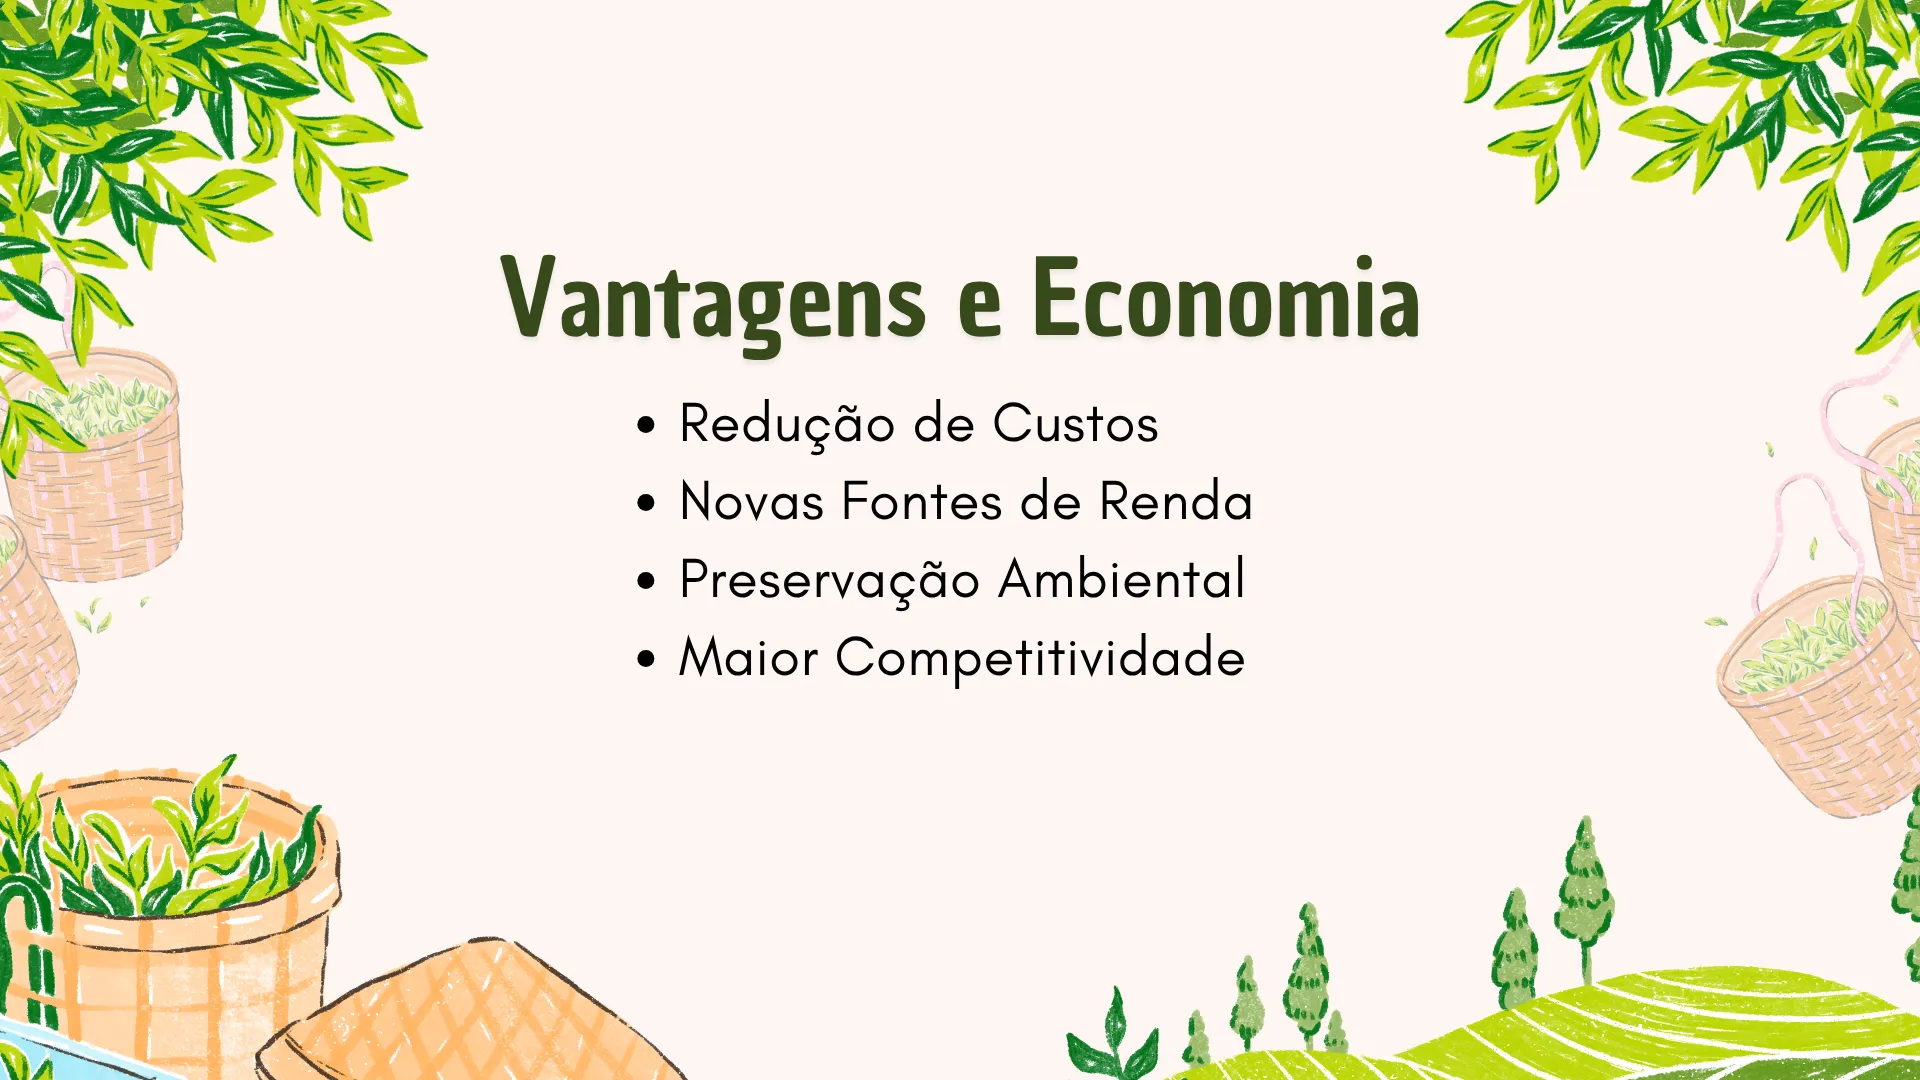 Vantagens e Economia
• Redução de Custos
• Novas Fontes de Renda
• Preservação Ambiental
• Maior Competitividade